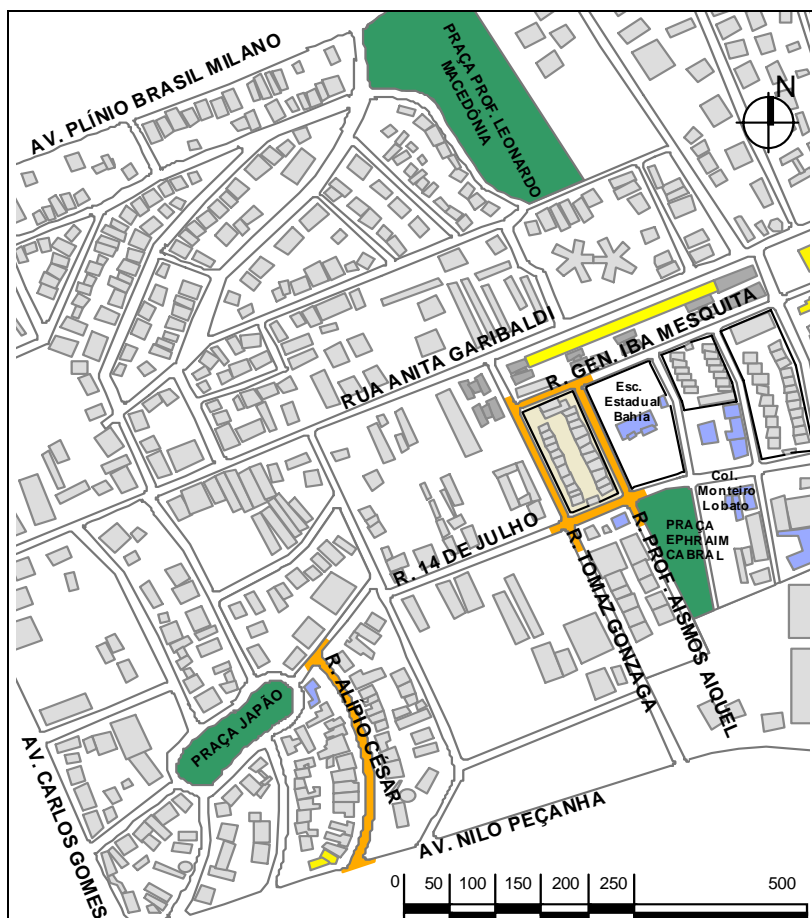 AV. PLÍNIO BRASIL MILANO
PRAÇA PROF. LEONARDO
MACEDÔNIA
N
RUA ANITA GARIBALDI
R. GEN. IBA MESQUITA
Esc.
Estadual
Bahia
Col.
Monteiro
Lobato
PRAÇA
EPHRAIM
CABRAL
R. 14 DE JULHO
R. TOMAZ GONZAGA
R. PROF. AISMOS AIQUEL
R. ALÍPIO CÉSAR
PRAÇA JAPÃO
AV. CARLOS GOMES
AV. NILO PEÇANHA
0 50 100 150 200 250 500